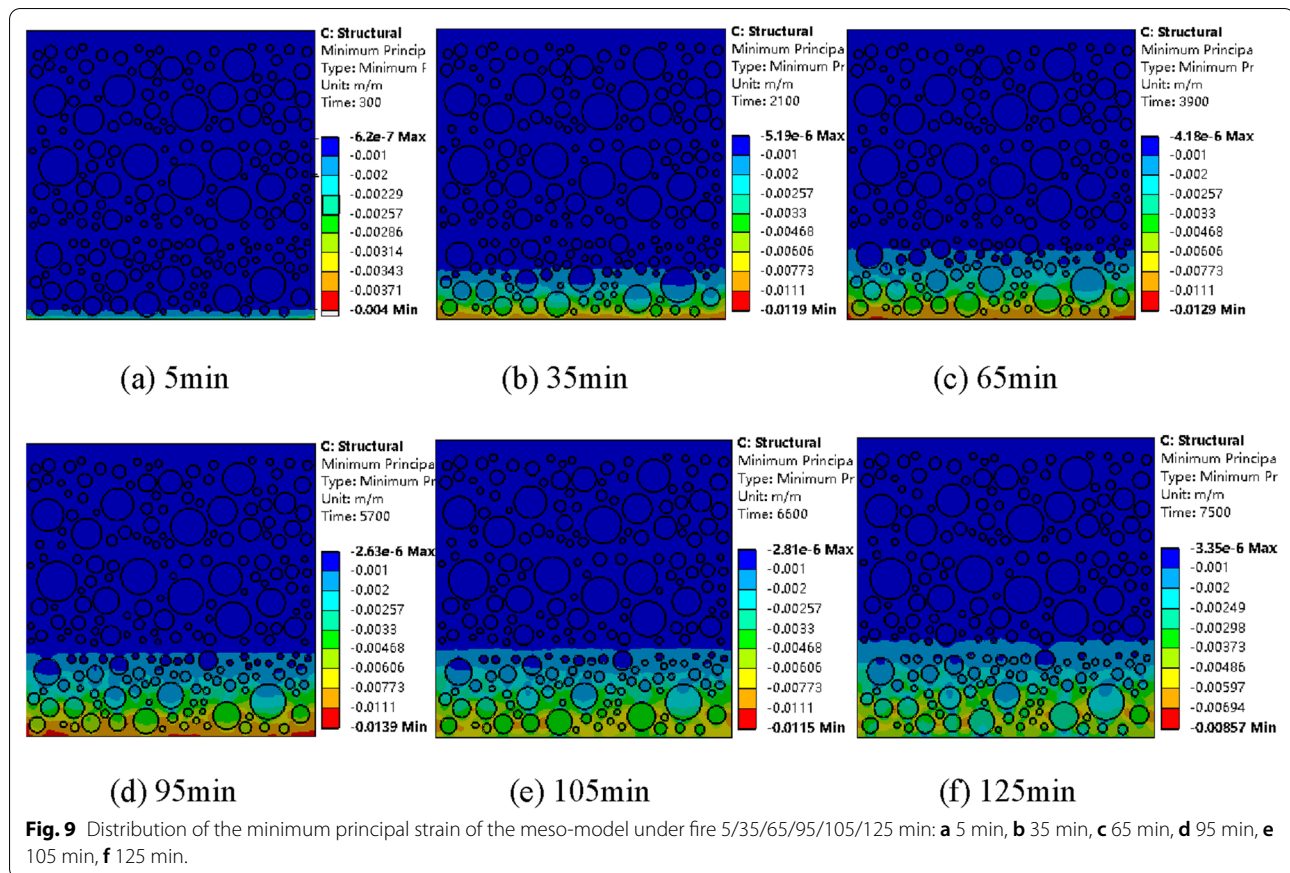 C: Structural
Minimum Princip
Type: Minimum P
Unit: m/m
Time: 300
-6.2e-7 Max
-0.001
-0.002
-0.00229
-0.00257
-0.00286
-0.00314
-0.00343
-0.00371
-0.004 Min
(a) 5min
C: Structural
Minimum Principa
Type: Minimum Pr
Unit: m/m
Time: 2100
-5.19e-6 Max
-0.001
-0.002
-0.00257
-0.0033
-0.00468
-0.00606
-0.00773
-0.0111
-0.0119 Min
(b) 35min
C: Structural
Minimum Principa
Type: Minimum Pr
Unit: m/m
Time: 3900
-4.18e-6 Max
-0.001
-0.002
-0.00257
-0.0033
-0.00468
-0.00606
-0.00773
-0.0111
-0.0129 Min
(c) 65min
C: Structural
Minimum Principa
Type: Minimum Pr
Unit: m/m
Time: 5700
-2.63e-6 Max
-0.001
-0.002
-0.00257
-0.0033
-0.00468
-0.00606
-0.00773
-0.0111
-0.0139 Min
(d) 95min
C: Structural
Minimum Principa
Type: Minimum Pr
Unit: m/m
Time: 6600
-2.81e-6 Max
-0.001
-0.002
-0.00257
-0.0033
-0.00468
-0.00606
-0.00773
-0.0111
-0.0115 Min
(e) 105min
C: Structural
Minimum Principa
Type: Minimum Pr
Unit: m/m
Time: 7500
-3.35e-6 Max
-0.001
-0.002
-0.00249
-0.00298
-0.00373
-0.00486
-0.00597
-0.00694
-0.00857 Min
(f) 125min
Fig. 9 Distribution of the minimum principal strain of the meso-model under fire 5/35/65/95/105/125 min: a 5 min, b 35 min, c 65 min, d 95 min, e
105 min, f 125 min.